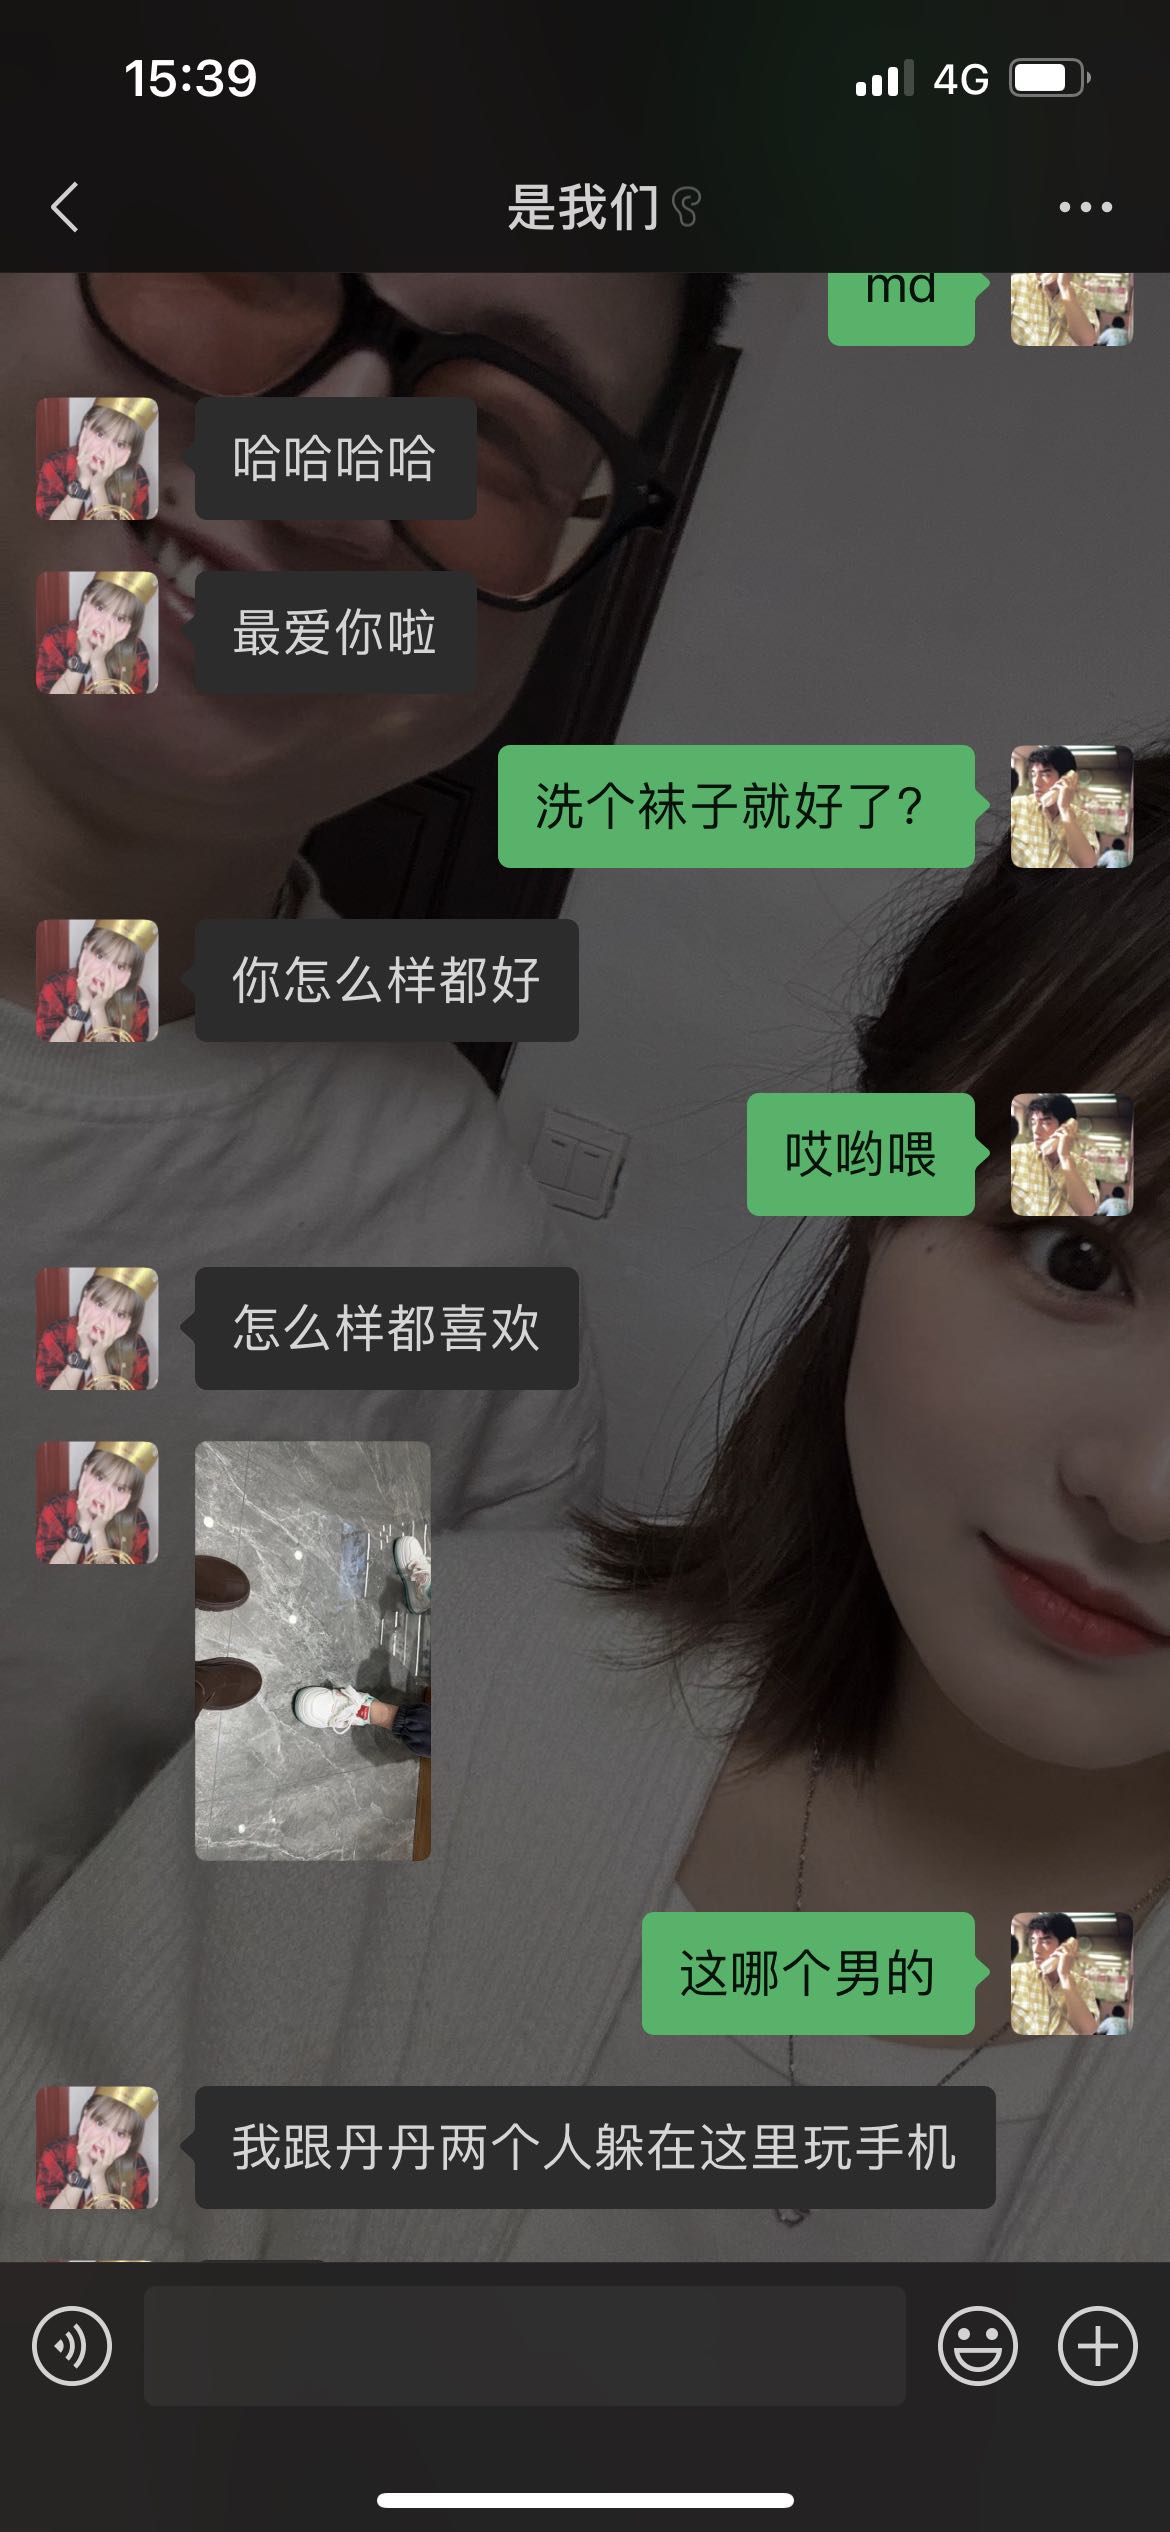 15:39
4G
是我们
md
哈哈哈哈
最爱你啦
洗个袜子就好了?
你怎么样都好
哎哟喂
怎么样都喜欢
这哪个男的
我跟丹丹两个人躲在这里玩手机